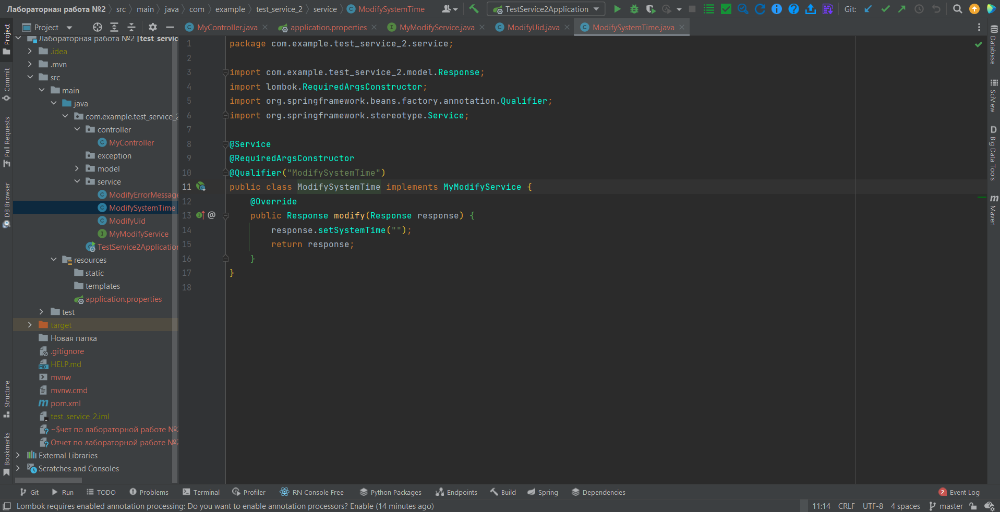 Лабораторная работа №2 src main java com example test_service_2 service ModifySystemTime TestService2Application Git:
Project MyController.java application.properties MyModifyService.java ModifyUid.java ModifySystemTime.java
Project
Commit
Pull Requests
DB Browser
Structure
Bookmarks
Лабораторная работа №2 [test_servic
.idea
.mvn
src
main
java
com.example.test_service_2
controller
MyController
exception
model
service
ModifyErrorMessage
ModifySystemTime
ModifyUid
MyModifyService
TestService2Application
resources
static
templates
application.properties
test
target
Новая папка
.gitignore
HELP.md
mvnw
mvnw.cmd
pom.xml
test_service_2.iml
~$чет по лабораторной работе №2
Отчет по лабораторной работе №2
External Libraries
Scratches and Consoles
1 package com.example.test_service_2.service;
2
3 import com.example.test_service_2.model.Response;
4 import lombok.RequiredArgsConstructor;
5 import org.springframework.beans.factory.annotation.Qualifier;
6 import org.springframework.stereotype.Service;
7
8 @Service
9 @RequiredArgsConstructor
10 @Qualifier("ModifySystemTime")
11 public class ModifySystemTime implements MyModifyService {
12 @Override
13 public Response modify(Response response) {
14 response.setSystemTime("");
15 return response;
16 }
17 }
18
Database
SciView
Big Data Tools
Maven
Git Run TODO Problems Terminal Profiler RN Console Free Python Packages Endpoints Build Spring Dependencies 2 Event Log
Lombok requires enabled annotation processing: Do you want to enable annotation processors? Enable (14 minutes ago) 11:14 CRLF UTF-8 4 spaces master